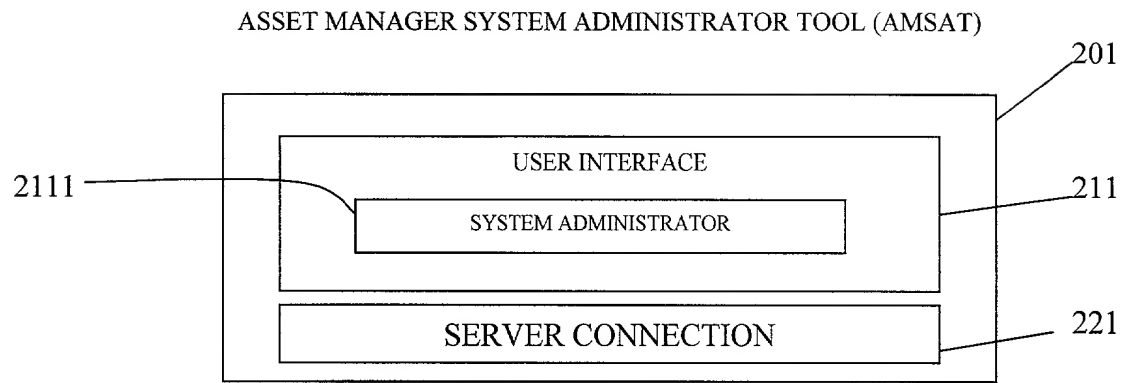 ASSET MANAGER SYSTEM ADMINISTRATOR TOOL (AMSAT)
201
USER INTERFACE
2111
211
SYSTEM ADMINISTRATOR
SERVER CONNECTION
221